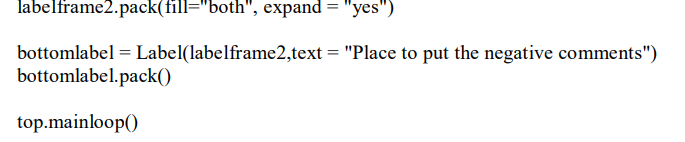 labelframe2.pack(fill="both", expand = "yes")
bottomlabel = Label(labelframe2,text = "Place to put the negative comments")
bottomlabel.pack()
top.mainloop()